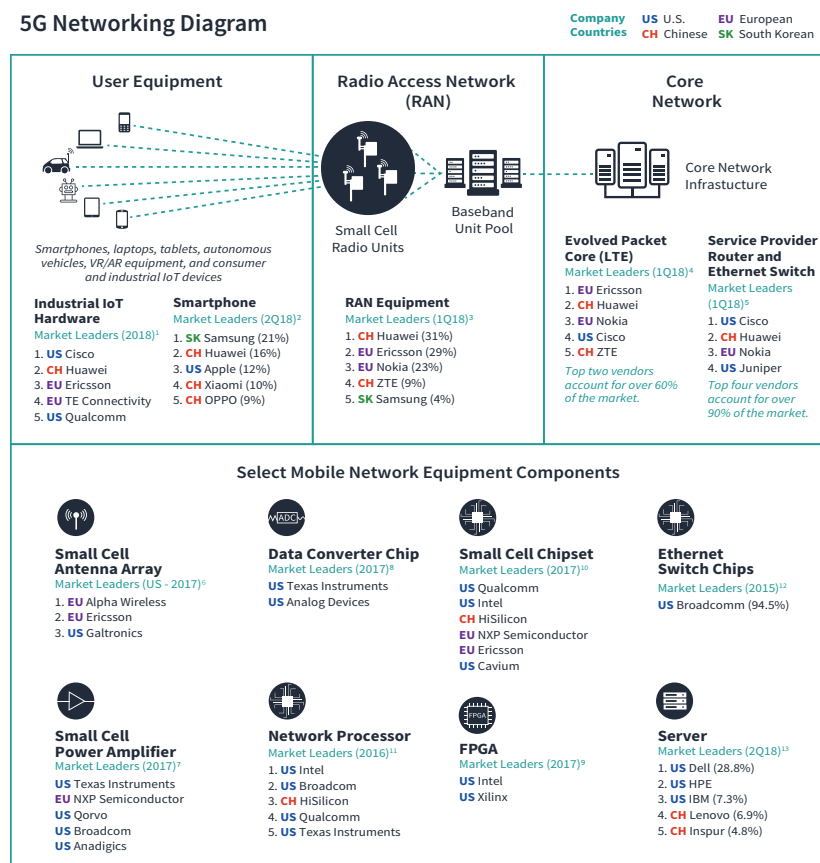 5G Networking Diagram
Company Countries
US U.S.
EU European
CH Chinese
SK South Korean
User Equipment
Smartphones, laptops, tablets, autonomous
vehicles, VR/AR equipment, and consumer
and industrial IoT devices
Industrial IoT
Hardware
Market Leaders (2018)¹
1. US Cisco
2. CH Huawei
3. EU Ericsson
4. EU TE Connectivity
5. US Qualcomm
Smartphone
Market Leaders (2Q18)²
1. SK Samsung (21%)
2. CH Huawei (16%)
3. US Apple (12%)
4. CH Xiaomi (10%)
5. CH OPPO (9%)
Radio Access Network
(RAN)
Small Cell
Radio Units
Baseband
Unit Pool
RAN Equipment
Market Leaders (1Q18)³
1. CH Huawei (31%)
2. EU Ericsson (29%)
3. EU Nokia (23%)
4. CH ZTE (9%)
5. SK Samsung (4%)
Core
Network
Core Network
Infrastucture
Evolved Packet
Core (LTE)
Market Leaders (1Q18)⁴
1. EU Ericsson
2. CH Huawei
3. EU Nokia
4. US Cisco
5. CH ZTE
Top two vendors
account for over 60%
of the market.
Service Provider
Router and
Ethernet Switch
Market Leaders
(1Q18)⁵
1. US Cisco
2. CH Huawei
3. EU Nokia
4. US Juniper
Top four vendors
account for over
90% of the market.
Select Mobile Network Equipment Components
Small Cell
Antenna Array
Market Leaders (US - 2017)⁶
1. EU Alpha Wireless
2. EU Ericsson
3. US Galtronics
ADC
Data Converter Chip
Market Leaders (2017)⁸
US Texas Instruments
US Analog Devices
Small Cell Chipset
Market Leaders (2017)¹⁰
US Qualcomm
US Intel
CH HiSilicon
EU NXP Semiconductor
EU Ericsson
US Cavium
Ethernet
Switch Chips
Market Leaders (2015)¹²
US Broadcomm (94.5%)
Small Cell
Power Amplifier
Market Leaders (2017)⁷
US Texas Instruments
EU NXP Semiconductor
US Qorvo
US Broadcom
US Anadigics
Network Processor
Market Leaders (2016)¹¹
1. US Intel
2. US Broadcom
3. CH HiSilicon
4. US Qualcomm
5. US Texas Instruments
FPGA
FPGA
Market Leaders (2017)⁹
US Intel
US Xilinx
Server
Market Leaders (2Q18)¹³
1. US Dell (28.8%)
2. US HPE
3. US IBM (7.3%)
4. CH Lenovo (6.9%)
5. CH Inspur (4.8%)